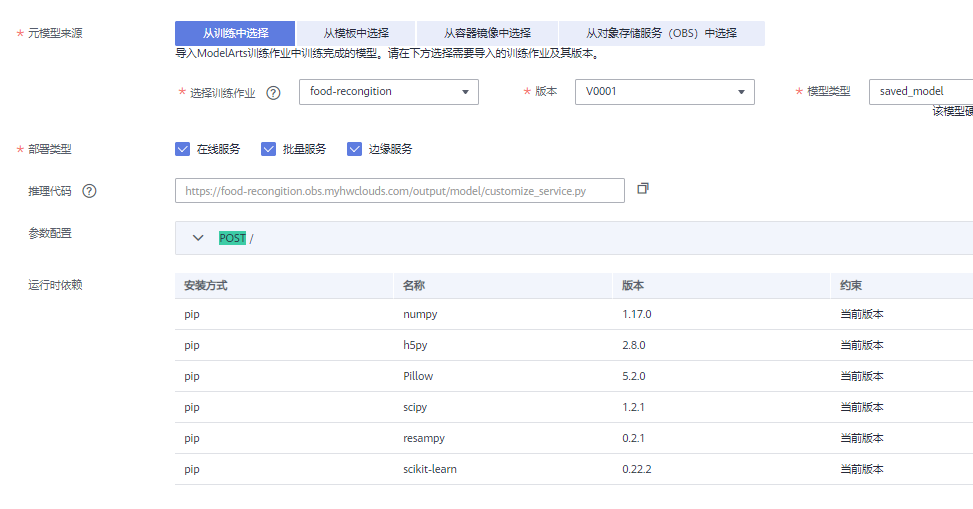 * 元模型来源 从训练中选择 从模板中选择 从容器镜像中选择 从对象存储服务（OBS）中选择
导入ModelArts训练作业中训练完成的模型。请在下方选择需要导入的训练作业及其版本。
* 选择训练作业 ? food-recongition * 版本 V0001 * 模型类型 saved_model
该模型
* 部署类型 在线服务 批量服务 边缘服务
推理代码 ? https://food-recongition.obs.myhwclouds.com/output/model/customize_service.py
参数配置 POST /
运行时依赖 安装方式 名称 版本 约束
pip numpy 1.17.0 当前版本
pip h5py 2.8.0 当前版本
pip Pillow 5.2.0 当前版本
pip scipy 1.2.1 当前版本
pip resampy 0.2.1 当前版本
pip scikit-learn 0.22.2 当前版本